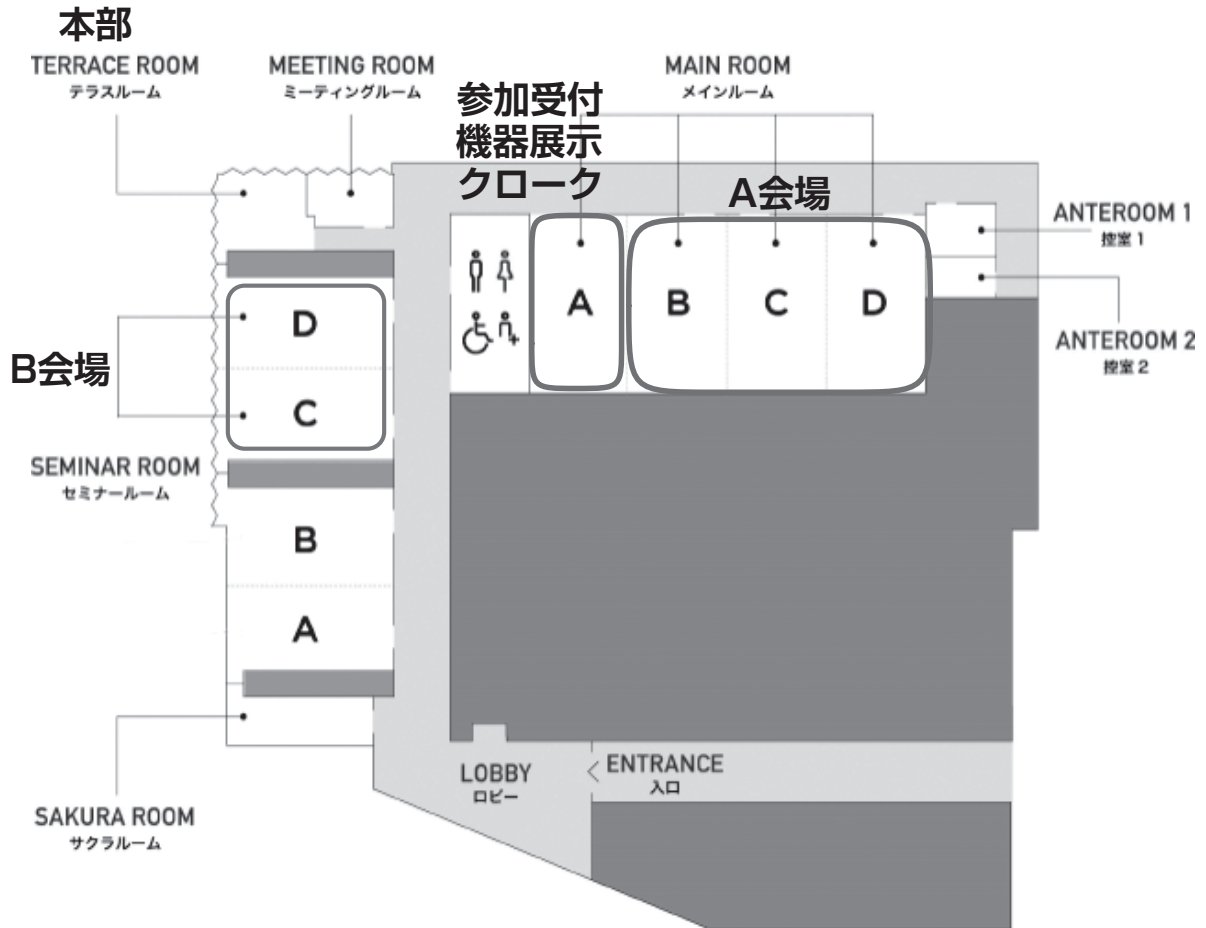 本部
TERRACE ROOM
テラスルーム
MEETING ROOM
ミーティングルーム
参加受付
機器展示
クローク
MAIN ROOM
メインルーム
A会場
ANTEROOM 1
控室 1
ANTEROOM 2
控室 2
A
B
C
D
B会場
D
C
SEMINAR ROOM
セミナールーム
B
A
LOBBY
ロビー
ENTRANCE
入口
SAKURA ROOM
サクラルーム